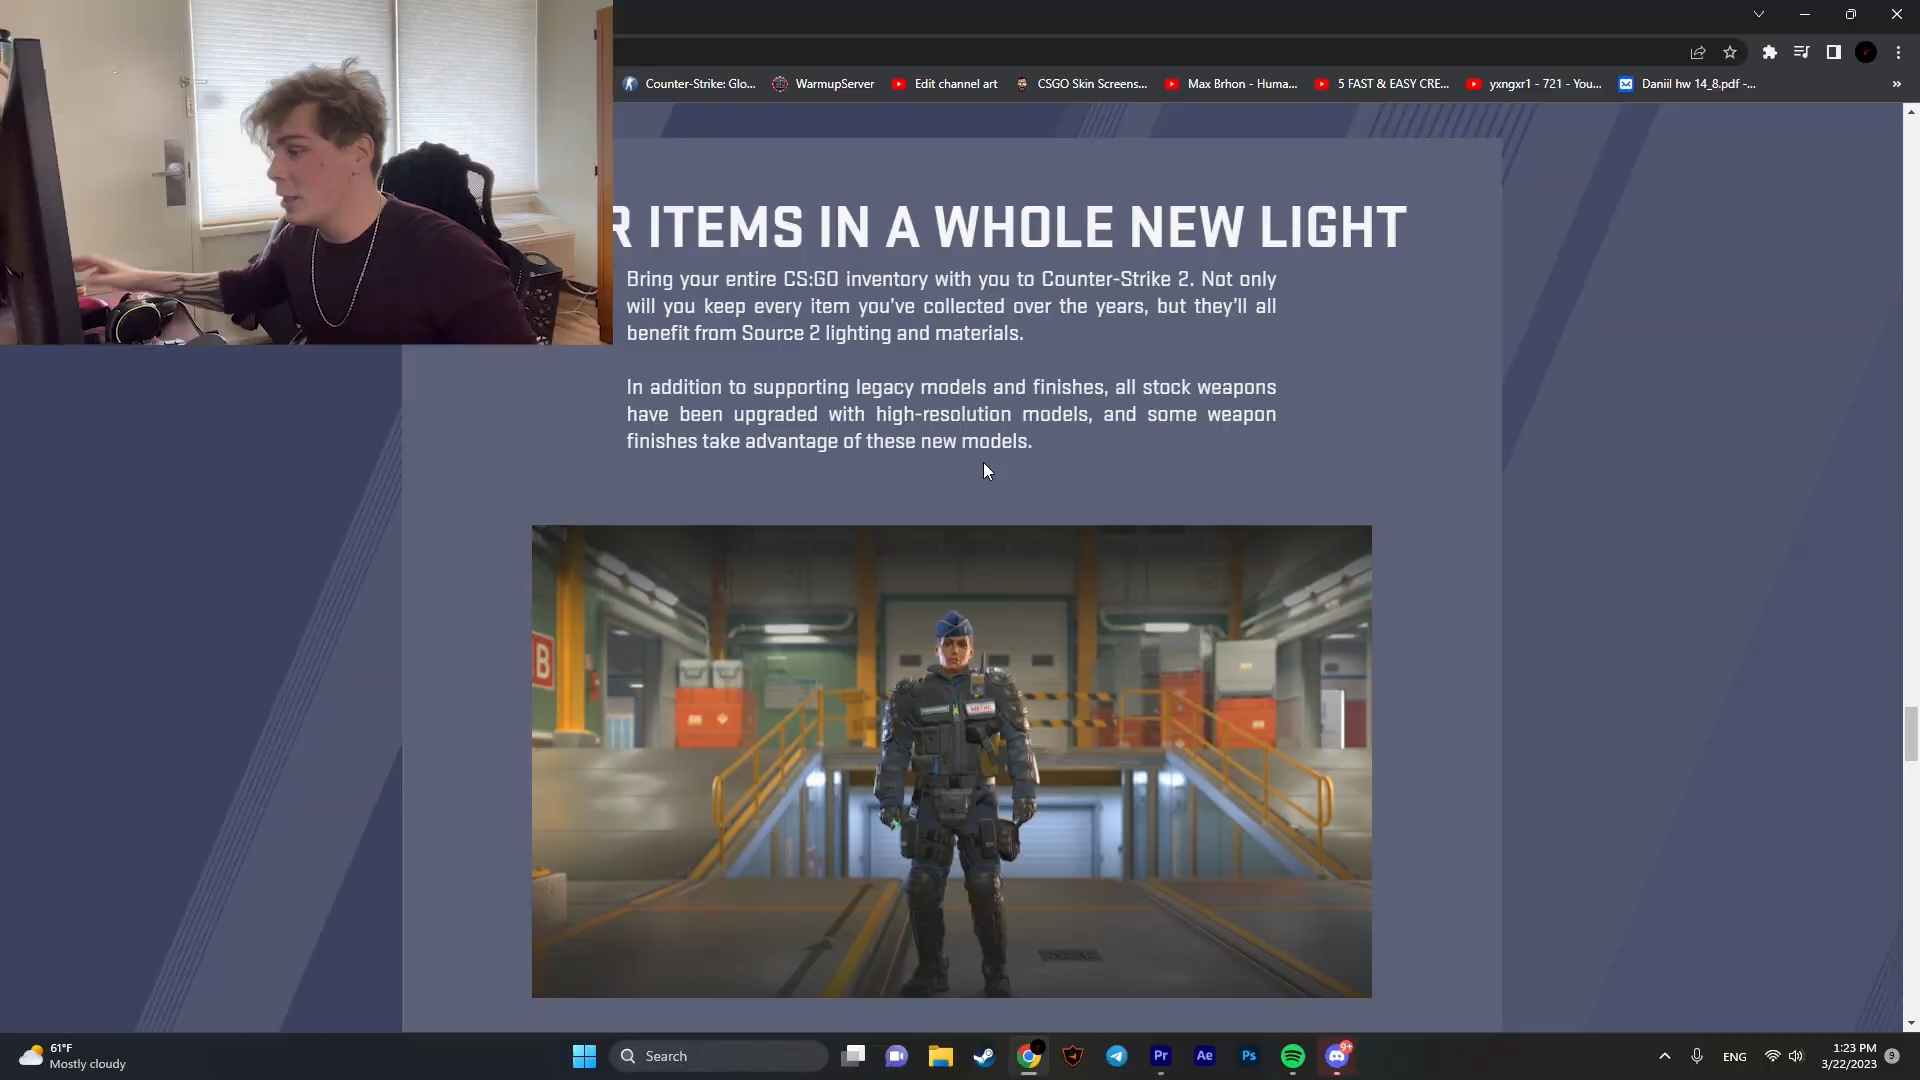 Counter-Strike: Glo...
WarmupServer
Edit channel art
CSGO Skin Screens...
Max Brhon - Huma...
5 FAST & EASY CRE...
yxngxr1 - 721 - You...
Daniil hw 14_8.pdf -...
»
R ITEMS IN A WHOLE NEW LIGHT
Bring your entire CS:GO inventory with you to Counter-Strike 2. Not only
will you keep every item you've collected over the years, but they'll all
benefit from Source 2 lighting and materials.
In addition to supporting legacy models and finishes, all stock weapons
have been upgraded with high-resolution models, and some weapon
finishes take advantage of these new models.
B
61°F
Mostly cloudy
Search
Pr
Ae
Ps
9+
ENG
1:23 PM
3/22/2023
9